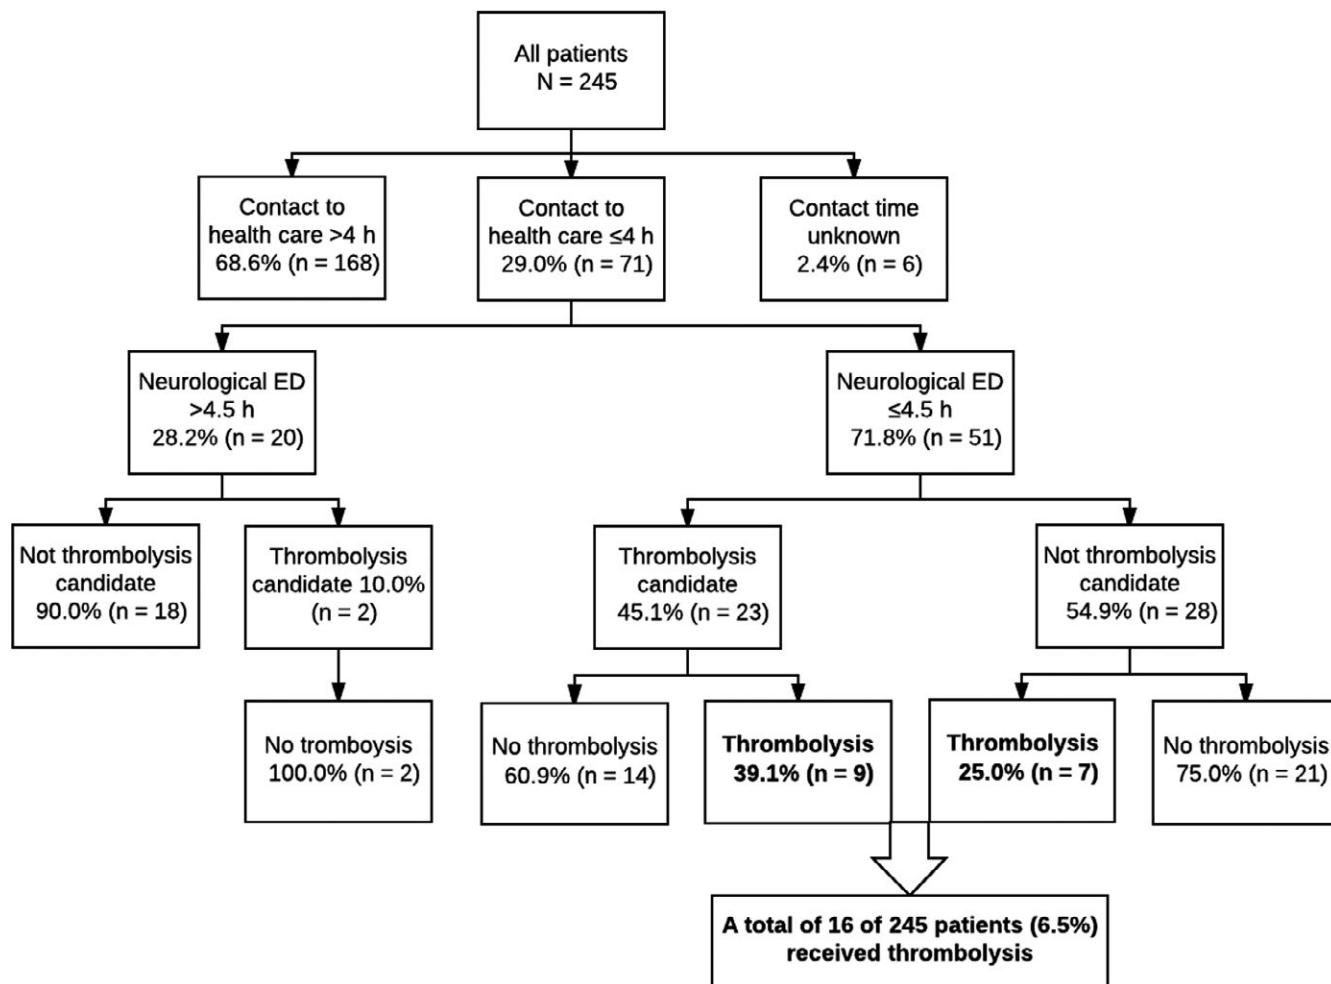 All patients
N = 245
Contact to
health care >4 h
68.6% (n = 168)
Contact to
health care ≤4 h
29.0% (n = 71)
Contact time
unknown
2.4% (n = 6)
Neurological ED
>4.5 h
28.2% (n = 20)
Neurological ED
≤4.5 h
71.8% (n = 51)
Not thrombolysis
candidate
90.0% (n = 18)
Thrombolysis
candidate 10.0%
(n = 2)
Thrombolysis
candidate
45.1% (n = 23)
Not thrombolysis
candidate
54.9% (n = 28)
No tromboysis
100.0% (n = 2)
No thrombolysis
60.9% (n = 14)
Thrombolysis
39.1% (n = 9)
Thrombolysis
25.0% (n = 7)
No thrombolysis
75.0% (n = 21)
A total of 16 of 245 patients (6.5%)
received thrombolysis